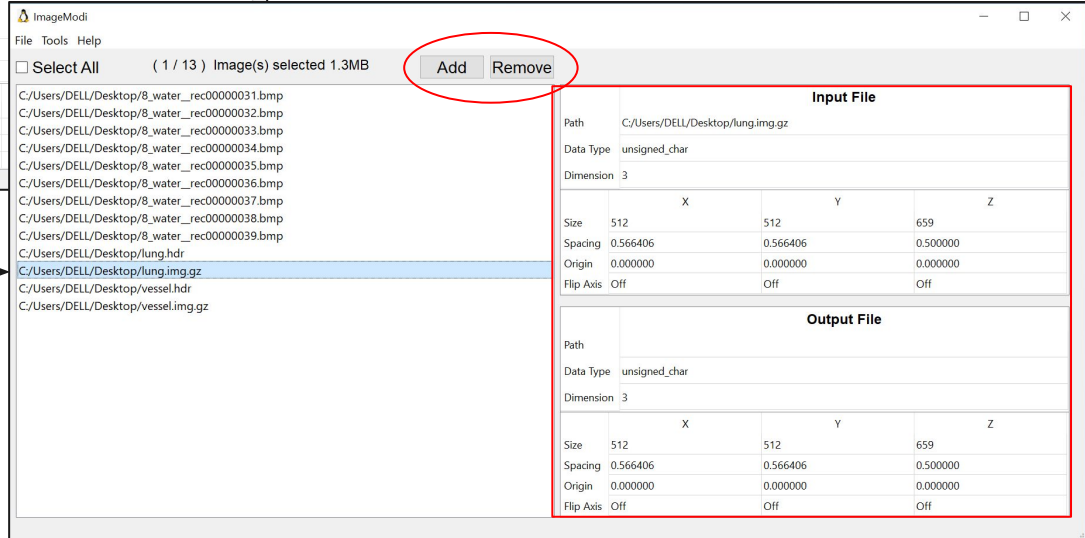 ImageModi
File Tools Help
Select All ( 1 / 13 ) Image(s) selected 1.3MB Add Remove
C:/Users/DELL/Desktop/8_water__rec00000031.bmp
C:/Users/DELL/Desktop/8_water__rec00000032.bmp
C:/Users/DELL/Desktop/8_water__rec00000033.bmp
C:/Users/DELL/Desktop/8_water__rec00000034.bmp
C:/Users/DELL/Desktop/8_water__rec00000035.bmp
C:/Users/DELL/Desktop/8_water__rec00000036.bmp
C:/Users/DELL/Desktop/8_water__rec00000037.bmp
C:/Users/DELL/Desktop/8_water__rec00000038.bmp
C:/Users/DELL/Desktop/8_water__rec00000039.bmp
C:/Users/DELL/Desktop/lung.hdr
C:/Users/DELL/Desktop/lung.img.gz
C:/Users/DELL/Desktop/vessel.hdr
C:/Users/DELL/Desktop/vessel.img.gz
Input File
Path C:/Users/DELL/Desktop/lung.img.gz
Data Type unsigned_char
Dimension 3
X Y Z
Size 512 512 659
Spacing 0.566406 0.566406 0.500000
Origin 0.000000 0.000000 0.000000
Flip Axis Off Off Off
Output File
Path
Data Type unsigned_char
Dimension 3
X Y Z
Size 512 512 659
Spacing 0.566406 0.566406 0.500000
Origin 0.000000 0.000000 0.000000
Flip Axis Off Off Off